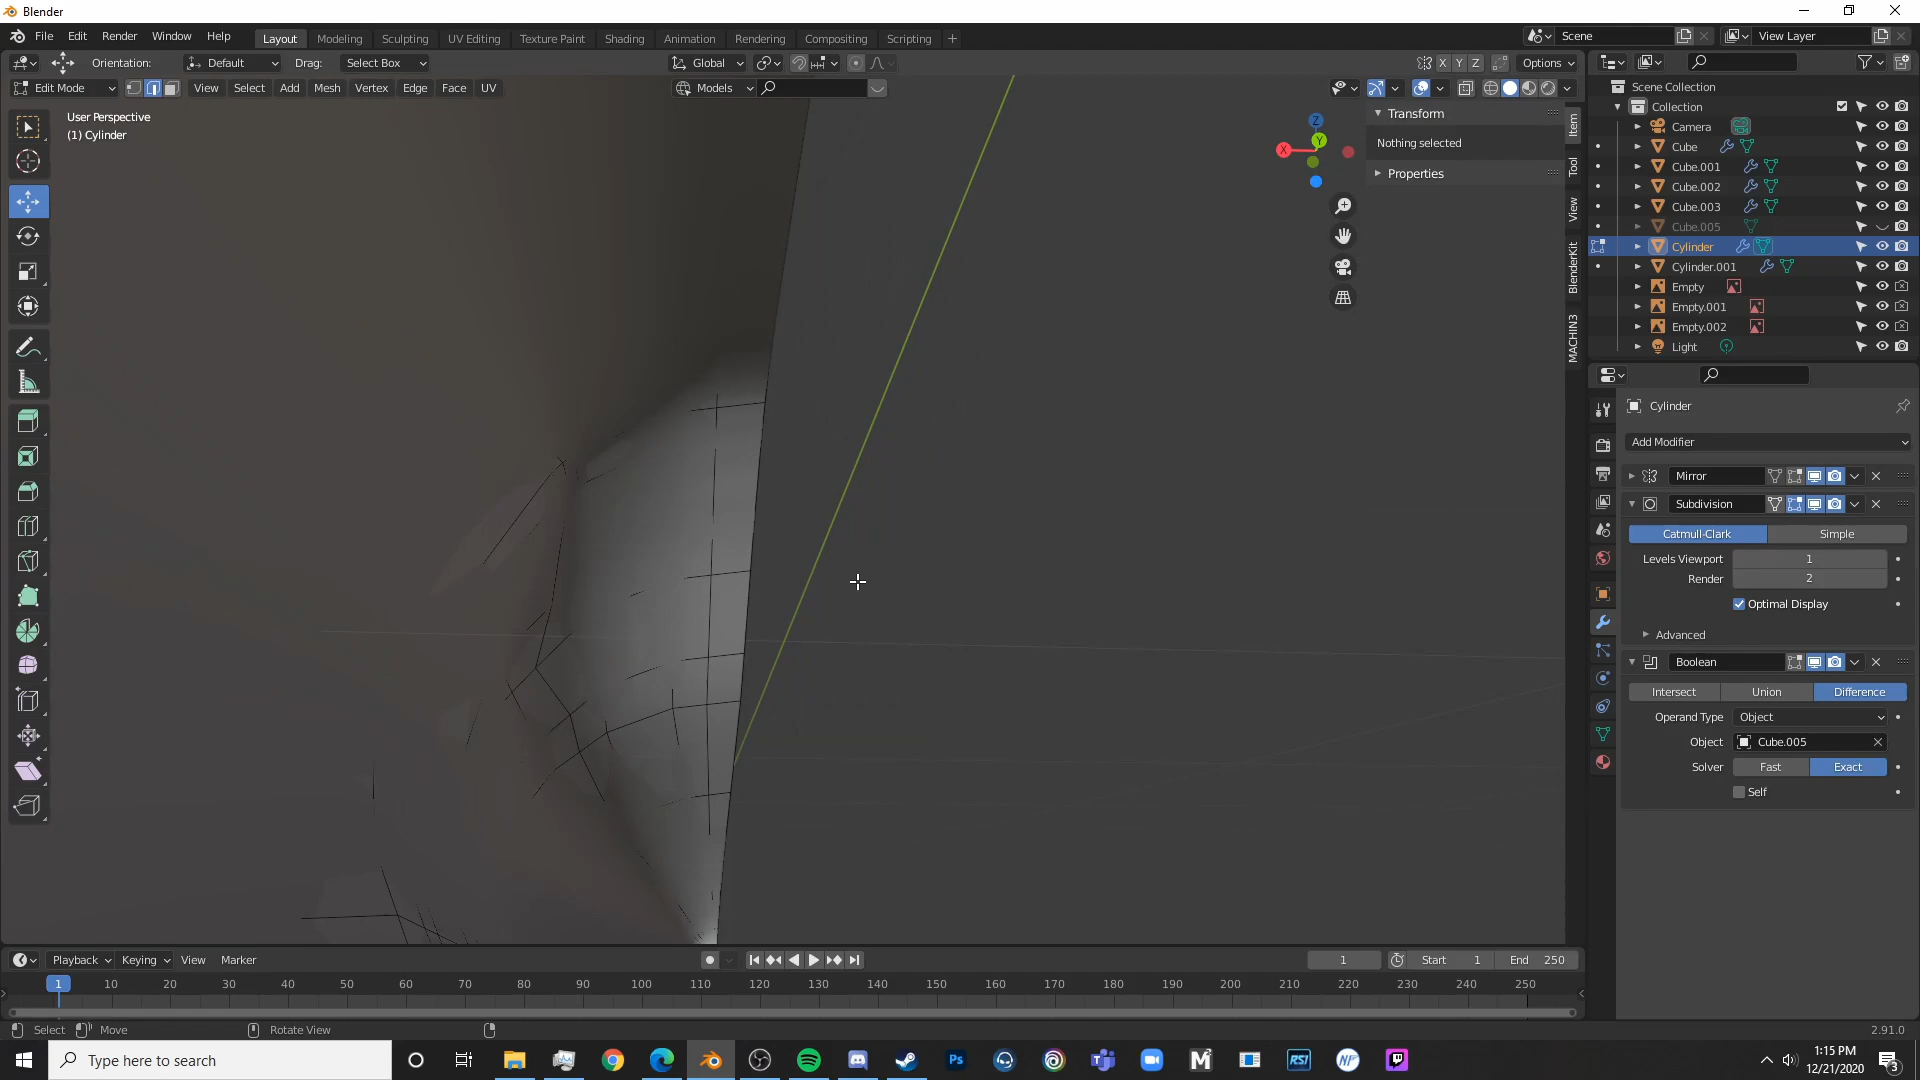 Blender
File Edit Render Window Help
Layout Modeling Sculpting UV Editing Texture Paint Shading Animation Rendering Compositing Scripting
Scene
View Layer
Orientation: Default Drag: Select Box Global X Y Z Options
Edit Mode View Select Add Mesh Vertex Edge Face UV Models
User Perspective
(1) Cylinder
Z
Y
X
Transform
Nothing selected
Properties
Item
Tool
View
BlenderKit
MACHIN3
Scene Collection
Collection
Camera
Cube
Cube.001
Cube.002
Cube.003
Cube.005
Cylinder
Cylinder.001
Empty
Empty.001
Empty.002
Light
Cylinder
Add Modifier
Mirror
Subdivision
Catmull-Clark Simple
Levels Viewport 1
Render 2
Optimal Display
Advanced
Boolean
Intersect Union Difference
Operand Type Object
Object Cube.005
Solver Fast Exact
Self
Playback Keying View Marker 1 Start 1 End 250
1 10 20 30 40 50 60 70 80 90 100 110 120 130 140 150 160 170 180 190 200 210 220 230 240 250
Select Move Rotate View 2.91.0
Type here to search
Ps
M
RSI
NP
1:15 PM
12/21/2020
3